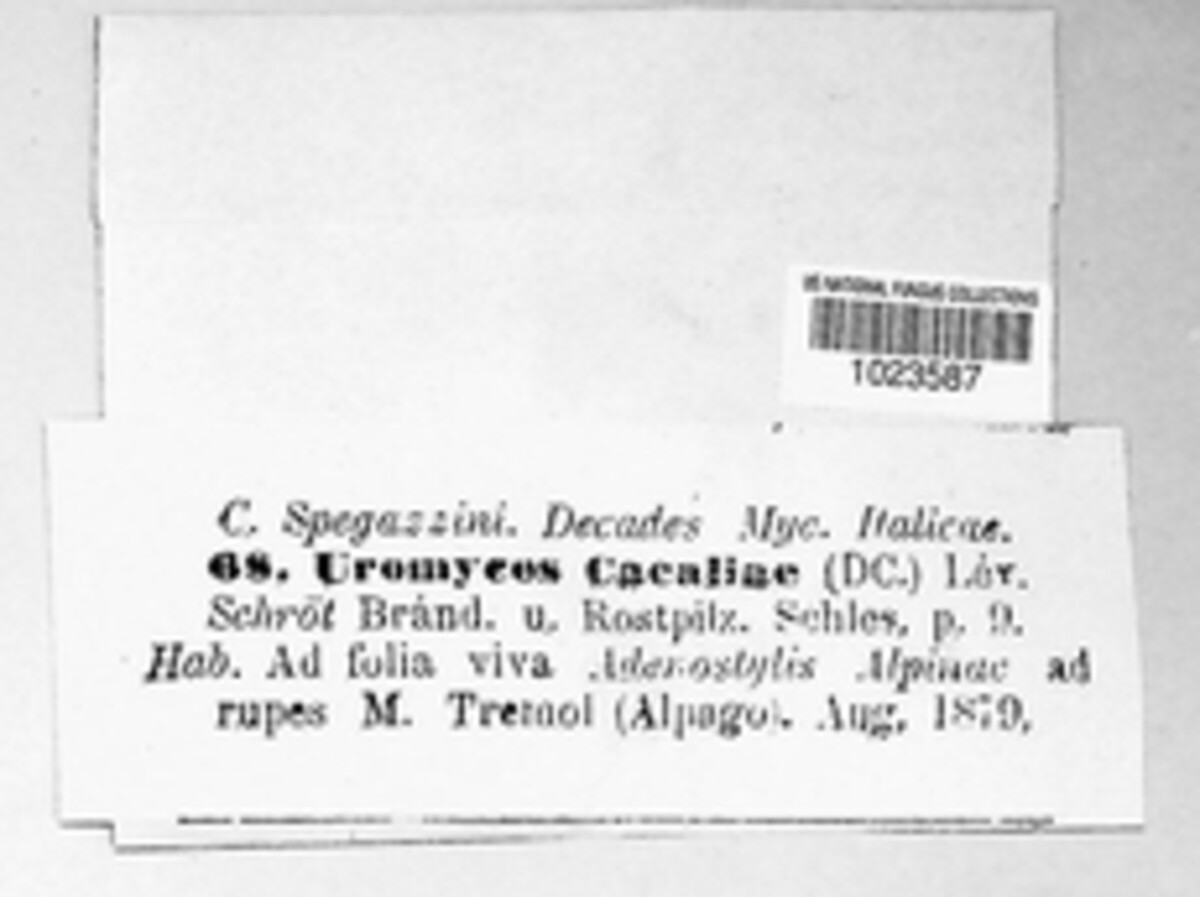 US NATIONAL FUNGUS COLLECTIONS
1023587
C. Spegazzini. Decades Myc. Italicae.
68. Uromyces Cacaliae (DC.) Lév.
Schröt Bránd. u. Rostpilz. Schles. p. 9.
Hab. Ad folia viva Adenostylis Alpinae ad
rupes M. Tremol (Alpago). Aug. 1879.